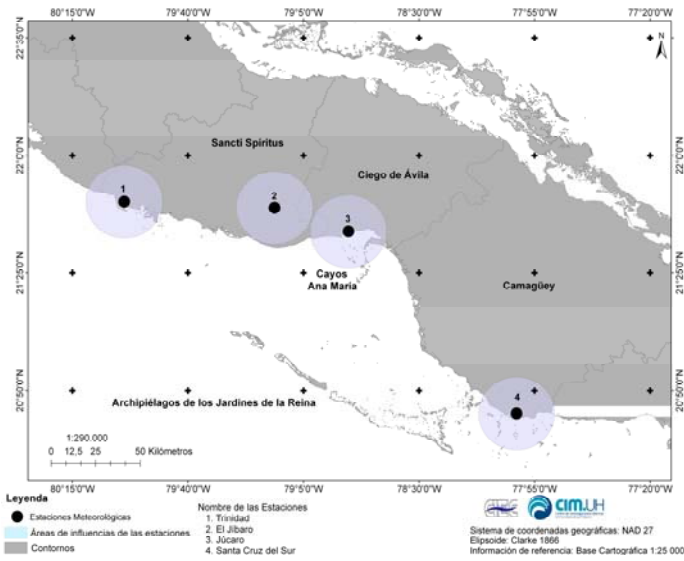 80°15'0"W 79°40'0"W 79°5'0"W 78°30'0"W 77°55'0"W 77°20'0"W
22°35'0"N
22°35'0"N
N
Sancti Spiritus
22°0'0"N
22°0'0"N
Ciego de Ávila
1
2
3
Cayos
Ana María
21°25'0"N
21°25'0"N
Camagüey
20°50'0"N
20°50'0"N
Archipiélagos de los Jardines de la Reina
4
1:290.000
0 12,5 25 50 Kilómetros
80°15'0"W 79°40'0"W 79°5'0"W 78°30'0"W 77°55'0"W 77°20'0"W
Leyenda
Estaciones Meteorológicas
Áreas de influencias de las estaciones
Contornos
Nombre de las Estaciones
1. Trinidad
2. El Jíbaro
3. Júcaro
4. Santa Cruz del Sur
CIM.UH
Sistema de coordenadas geográficas: NAD 27
Elipsoide: Clarke 1866
Información de referencia: Base Cartográfica 1:25 000